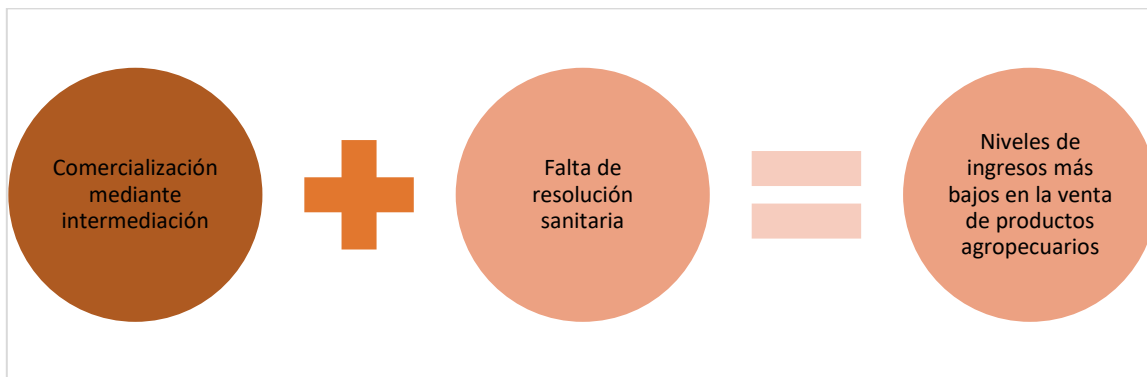 Comercialización
mediante
intermediación
Falta de
resolución
sanitaria
Niveles de
ingresos más
bajos en la venta
de productos
agropecuarios